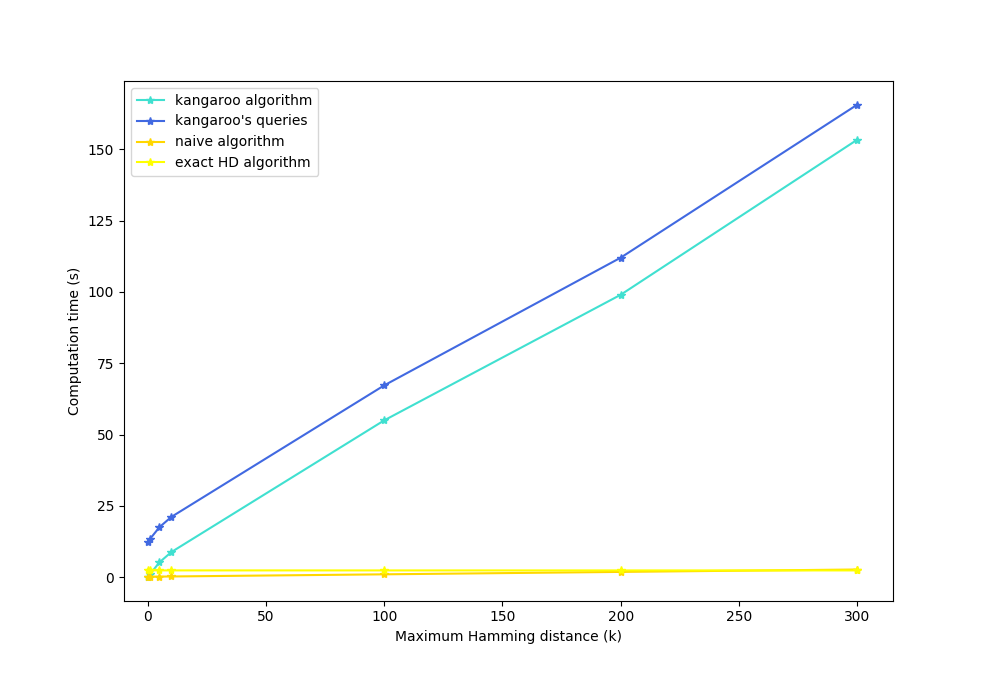 kangaroo algorithm
kangaroo's queries
naive algorithm
exact HD algorithm
150
125
100
75
50
25
0
Computation time (s)
0 50 100 150 200 250 300
Maximum Hamming distance (k)